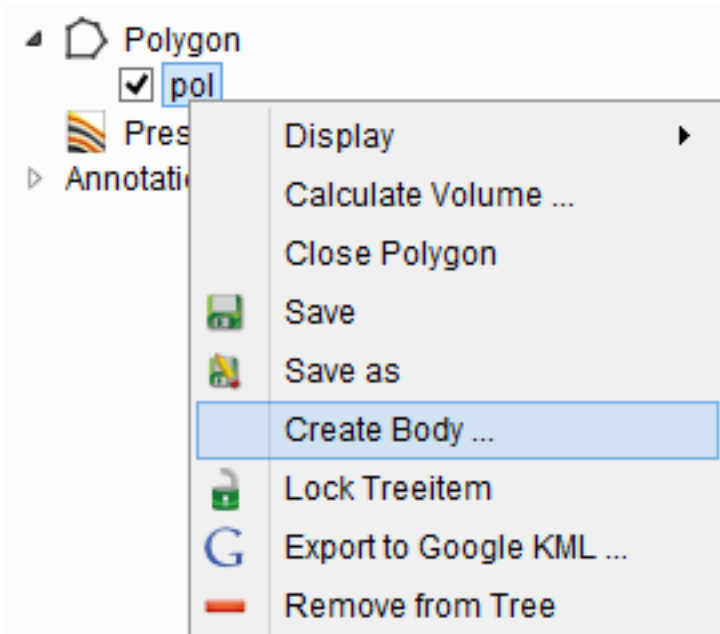 Polygon
pol
Pres
Annotati
Display
Calculate Volume ...
Close Polygon
Save
Save as
Create Body ...
Lock Treeitem
Export to Google KML ...
Remove from Tree